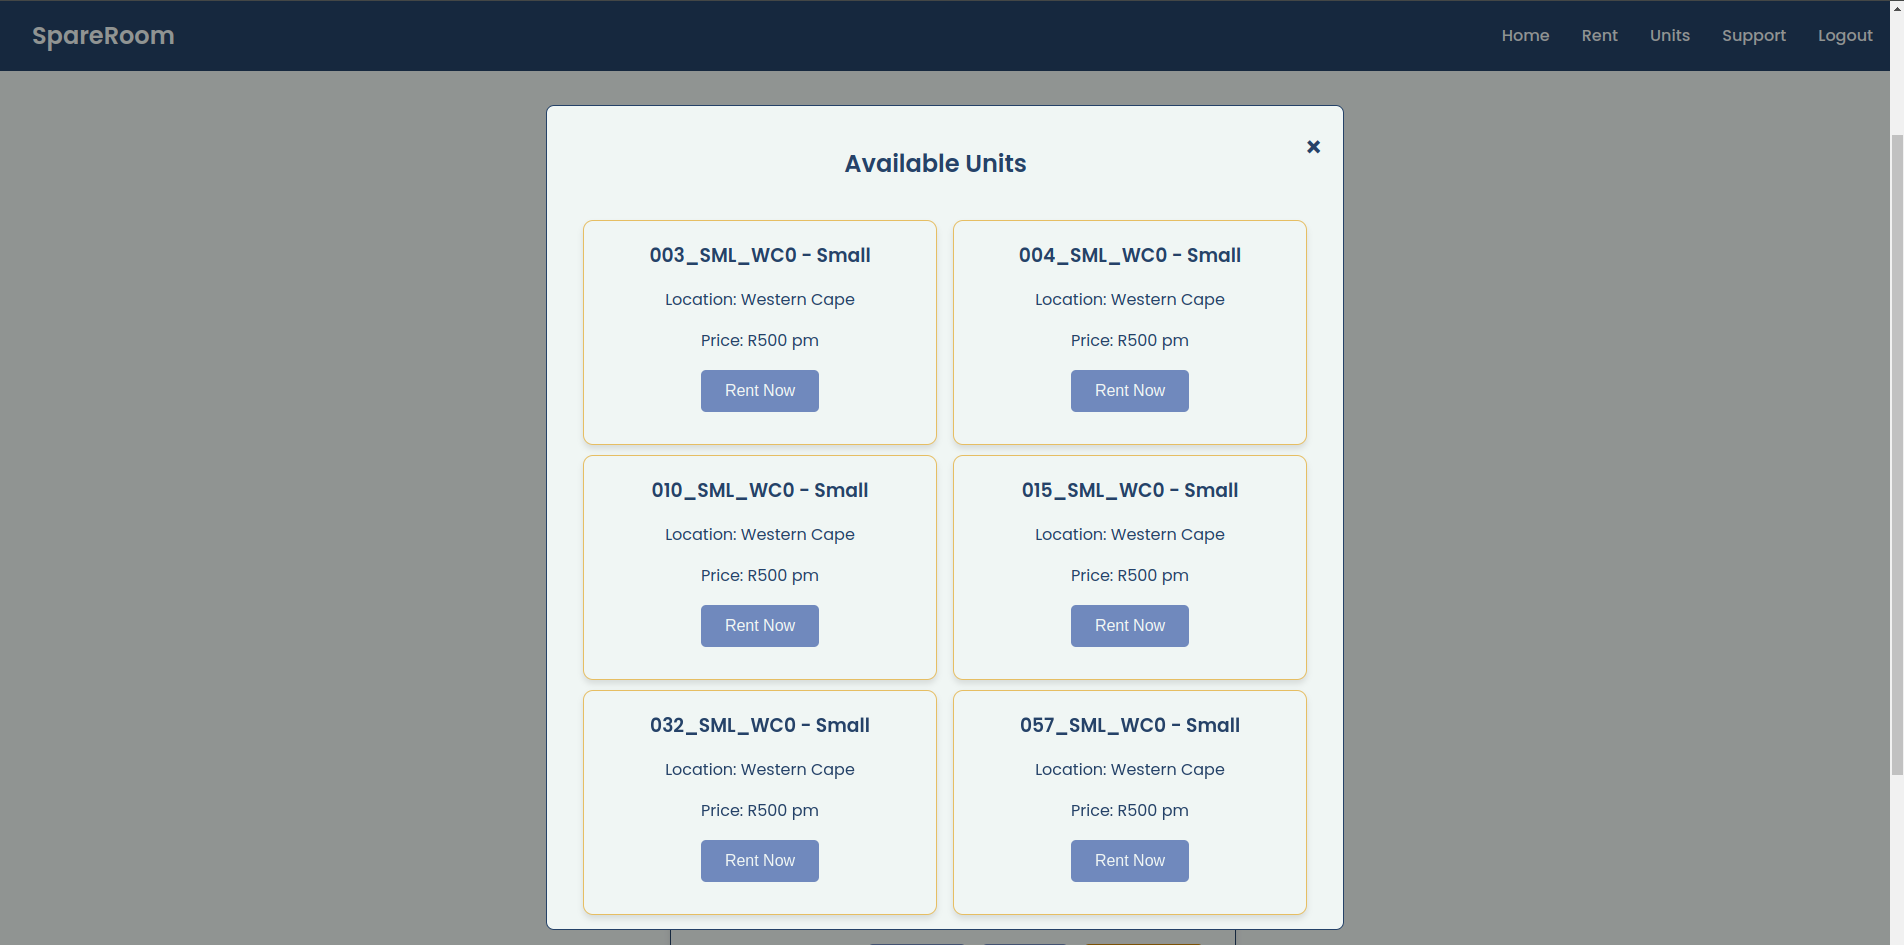 SpareRoom
Home Rent Units Support Logout
×
Available Units
003_SML_WC0 - Small
Location: Western Cape
Price: R500 pm
Rent Now
004_SML_WC0 - Small
Location: Western Cape
Price: R500 pm
Rent Now
010_SML_WC0 - Small
Location: Western Cape
Price: R500 pm
Rent Now
015_SML_WC0 - Small
Location: Western Cape
Price: R500 pm
Rent Now
032_SML_WC0 - Small
Location: Western Cape
Price: R500 pm
Rent Now
057_SML_WC0 - Small
Location: Western Cape
Price: R500 pm
Rent Now